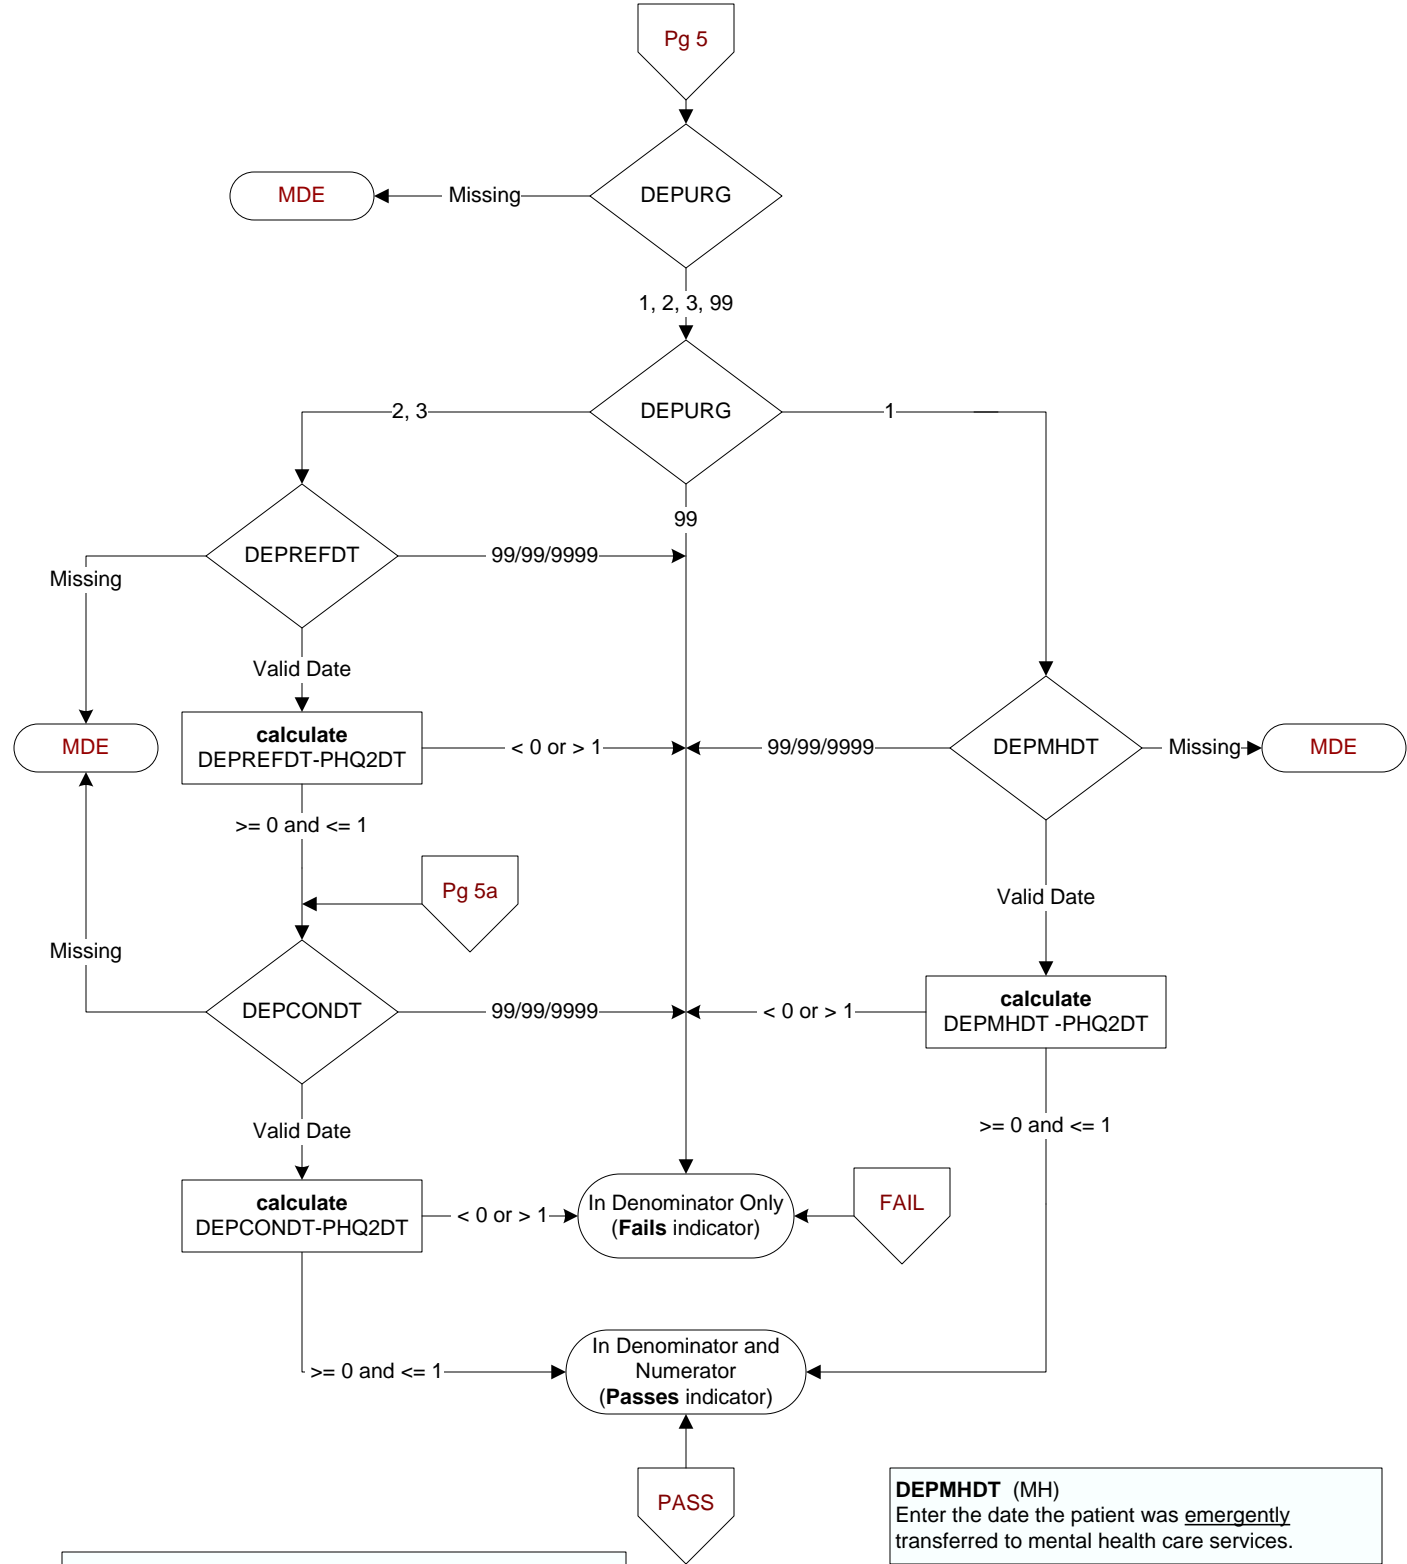 Pg 5
DEPURG
Missing
MDE
1, 2, 3, 99
DEPURG
2, 3
1
99
DEPREFDT
99/99/9999
Missing
Valid Date
calculate
DEPREFDT-PHQ2DT
< 0 or > 1
99/99/9999
DEPMHDT
Missing
MDE
MDE
>= 0 and <= 1
Pg 5a
Valid Date
Missing
DEPCONDT
99/99/9999
< 0 or > 1
calculate
DEPMHDT -PHQ2DT
Valid Date
>= 0 and <= 1
calculate
DEPCONDT-PHQ2DT
< 0 or > 1
In Denominator Only
(Fails indicator)
FAIL
>= 0 and <= 1
In Denominator and
Numerator
(Passes indicator)
PASS
DEPMHDT (MH)
Enter the date the patient was emergently
transferred to mental health care services.